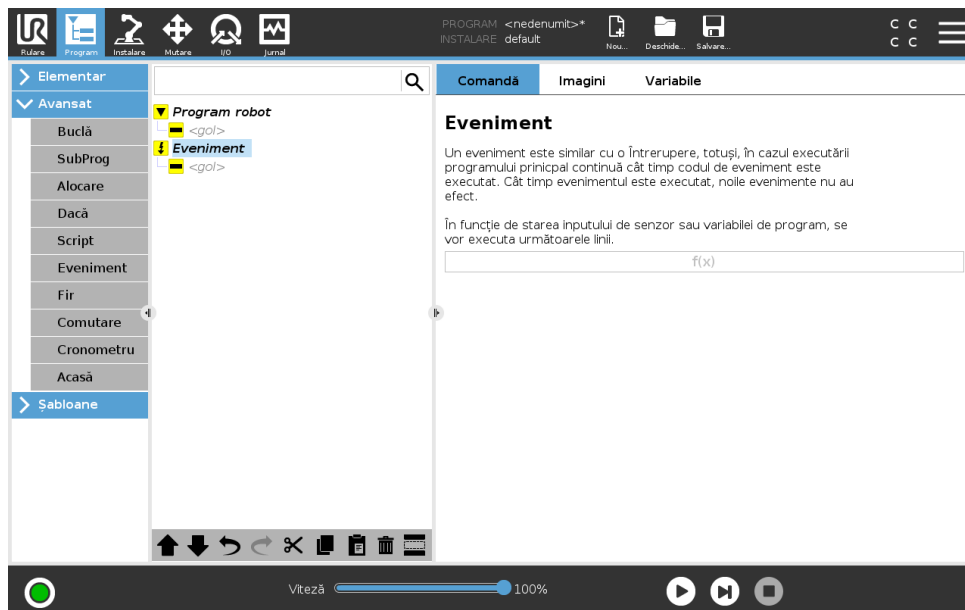 PROGRAM <nedenumit>*
INSTALARE default
Rulare Program Instalare Mutare I/O Jurnal Nou... Deschide... Salvare...
C C
C C
Elementar
Avansat
Buclă
SubProg
Alocare
Dacă
Script
Eveniment
Fir
Comutare
Cronometru
Acasă
Șabloane
Program robot
<gol>
Eveniment
<gol>
Comandă Imagini Variabile
Eveniment
Un eveniment este similar cu o Întrerupere, totuși, în cazul executării
programului prinicpal continuă cât timp codul de eveniment este
executat. Cât timp evenimentul este executat, noile evenimente nu au
efect.
În funcție de starea inputului de senzor sau variabilei de program, se
vor executa următoarele linii.
f(x)
Viteză 100%